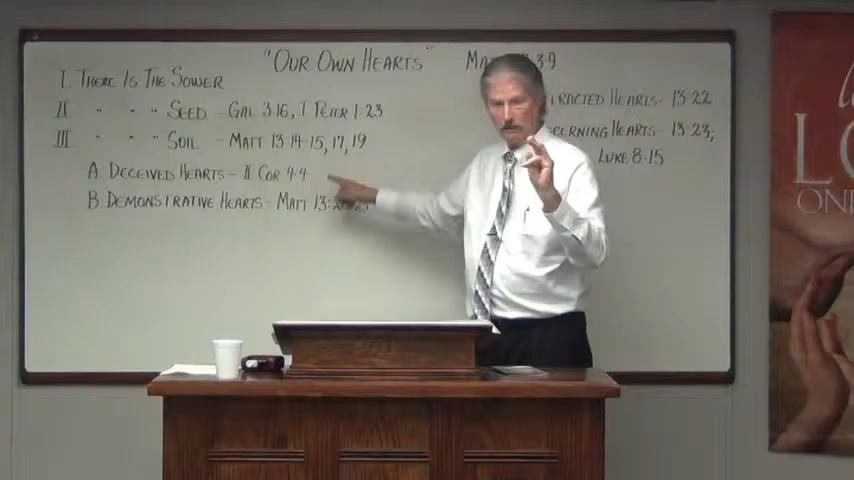 "OUR OWN HEARTS"
I. THERE IS THE SOWER
II " " " SEED - GAL 3:16, I PETER 1:23
III " " " SOIL - MATT 13:14-15, 17, 19
A. DECEIVED HEARTS - II COR 4:4
B. DEMONSTRATIVE HEARTS - MATT 13:
HEARTS - 13:22
HEARTS - 13:23;
LUKE 8:15